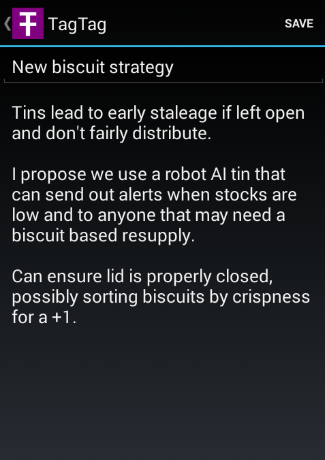 TagTag
SAVE
New biscuit strategy
Tins lead to early staleage if left open
and don't fairly distribute.
I propose we use a robot AI tin that
can send out alerts when stocks are
low and to anyone that may need a
biscuit based resupply.
Can ensure lid is properly closed,
possibly sorting biscuits by crispness
for a +1.